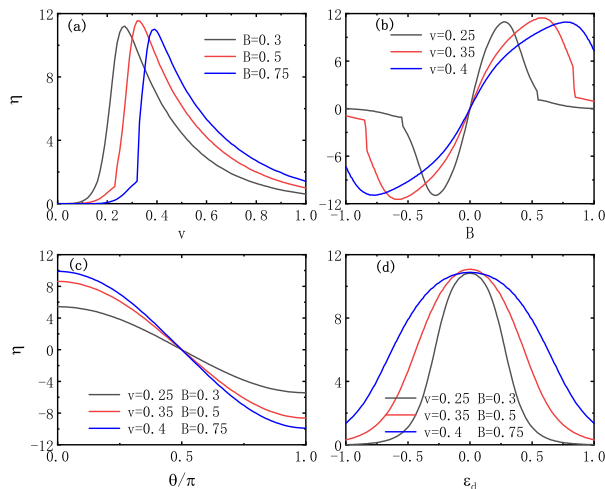 (a)
B=0.3
B=0.5
B=0.75
12
8
4
0
η
0.0 0.2 0.4 0.6 0.8 1.0
v
(b)
v=0.25
v=0.35
v=0.4
12
6
0
-6
-12
-1.0 -0.5 0.0 0.5 1.0
B
(c)
12
8
4
0
-4
-8
-12
η
v=0.25 B=0.3
v=0.35 B=0.5
v=0.4 B=0.75
0.0 0.5 1.0
θ/π
(d)
12
8
4
0
v=0.25 B=0.3
v=0.35 B=0.5
v=0.4 B=0.75
-1.0 -0.5 0.0 0.5 1.0
εd